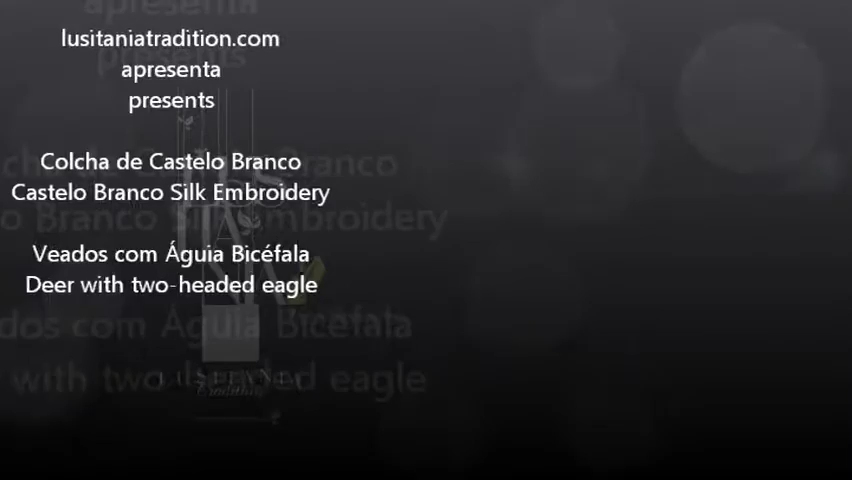 lusitaniatradition.com
apresenta
presents
Colcha de Castelo Branco
Castelo Branco Silk Embroidery
Veados com Águia Bicéfala
Deer with two-headed eagle